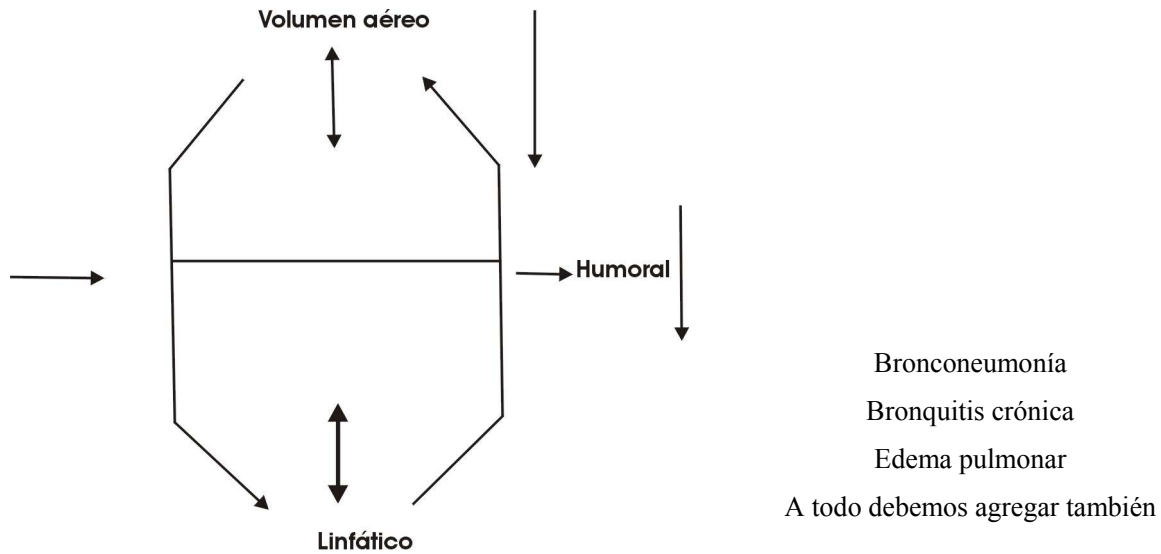 Volumen aéreo
Humoral
Linfático
Bronconeumonía
Bronquitis crónica
Edema pulmonar
A todo debemos agregar también